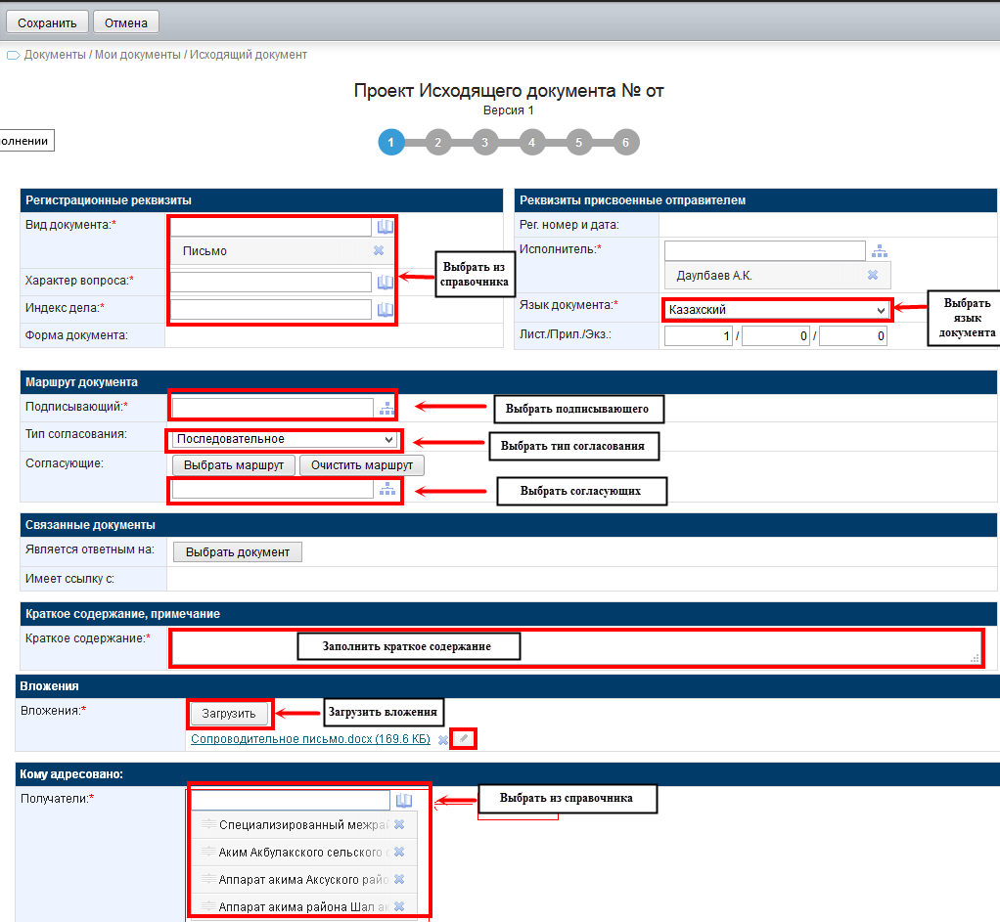 Сохранить Отмена
Документы / Мои документы / Исходящий документ
Проект Исходящего документа № от
Версия 1
олнении
1 2 3 4 5 6
Регистрационные реквизиты
Вид документа:*
Письмо
Характер вопроса:*
Индекс дела:*
Форма документа:
Выбрать из
справочника
Реквизиты присвоенные отправителем
Рег. номер и дата:
Исполнитель:*
Даулбаев А.К.
Язык документа:* Казахский
Лист./Прил./Экз.: 1 / 0 / 0
Выбрать
язык
документа
Маршрут документа
Подписывающий:* Выбрать подписывающего
Тип согласования: Последовательное Выбрать тип согласования
Согласующие: Выбрать маршрут Очистить маршрут
Выбрать согласующих
Связанные документы
Является ответным на: Выбрать документ
Имеет ссылку с:
Краткое содержание, примечание
Краткое содержание:* Заполнить краткое содержание
Вложения
Вложения:* Загрузить Загрузить вложения
Сопроводительное письмо.docx (169.6 КБ)
Кому адресовано:
Получатели:* Выбрать из справочника
Специализированный межрай
Аким Акбулакского сельского
Аппарат акима Аксуского райо
Аппарат акима района Шал